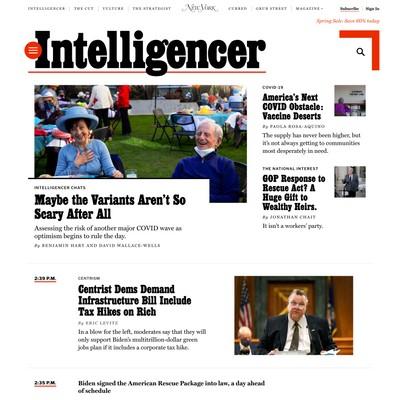 INTELLIGENCER THE CUT VULTURE THE STRATEGIST New York CURBED GRUB STREET MAGAZINE Subscribe Sign In
Spring Sale: Save 60% today
Intelligencer
INTELLIGENCER CHATS
Maybe the Variants Aren't So
Scary After All
Assessing the risk of another major COVID wave as
optimism begins to rule the day.
By BENJAMIN HART AND DAVID WALLACE-WELLS
COVID-19
America's Next
COVID Obstacle:
Vaccine Deserts
By PAOLA ROSA-AQUINO
The supply has never been higher, but
it's not always getting to communities
most desperately in need.
THE NATIONAL INTEREST
GOP Response to
Rescue Act? A
Huge Gift to
Wealthy Heirs.
By JONATHAN CHAIT
It isn't a workers' party.
2:39 P.M.
CENTRISM
Centrist Dems Demand
Infrastructure Bill Include
Tax Hikes on Rich
By ERIC LEVITZ
In a blow for the left, moderates say that they will
only support Biden's multitrillion-dollar green
jobs plan if it includes a corporate tax hike.
2:35 P.M.
Biden signed the American Rescue Package into law, a day ahead
of schedule